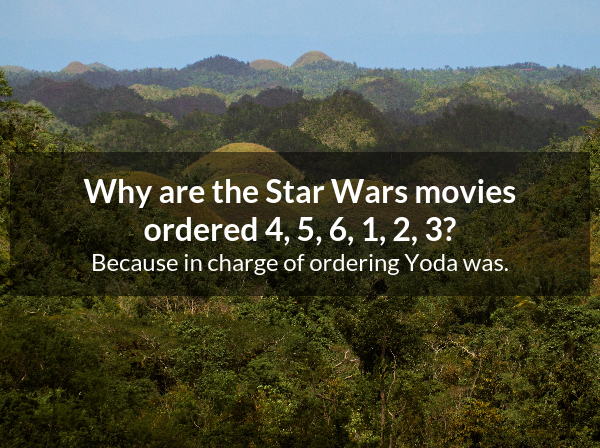 Why are the Star Wars movies
ordered 4, 5, 6, 1, 2, 3?
Because in charge of ordering Yoda was.